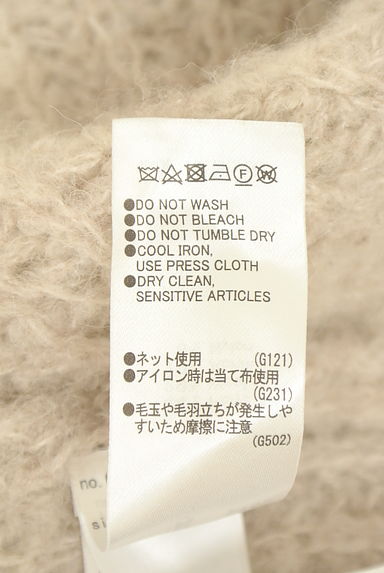 ●DO NOT WASH
●DO NOT BLEACH
●DO NOT TUMBLE DRY
●COOL IRON,
USE PRESS CLOTH
●DRY CLEAN,
SENSITIVE ARTICLES
●ネット使用 (G121)
●アイロン時は当て布使用
(G231)
●毛玉や毛羽立ちが発生しや
すいため摩擦に注意
(G502)
no.